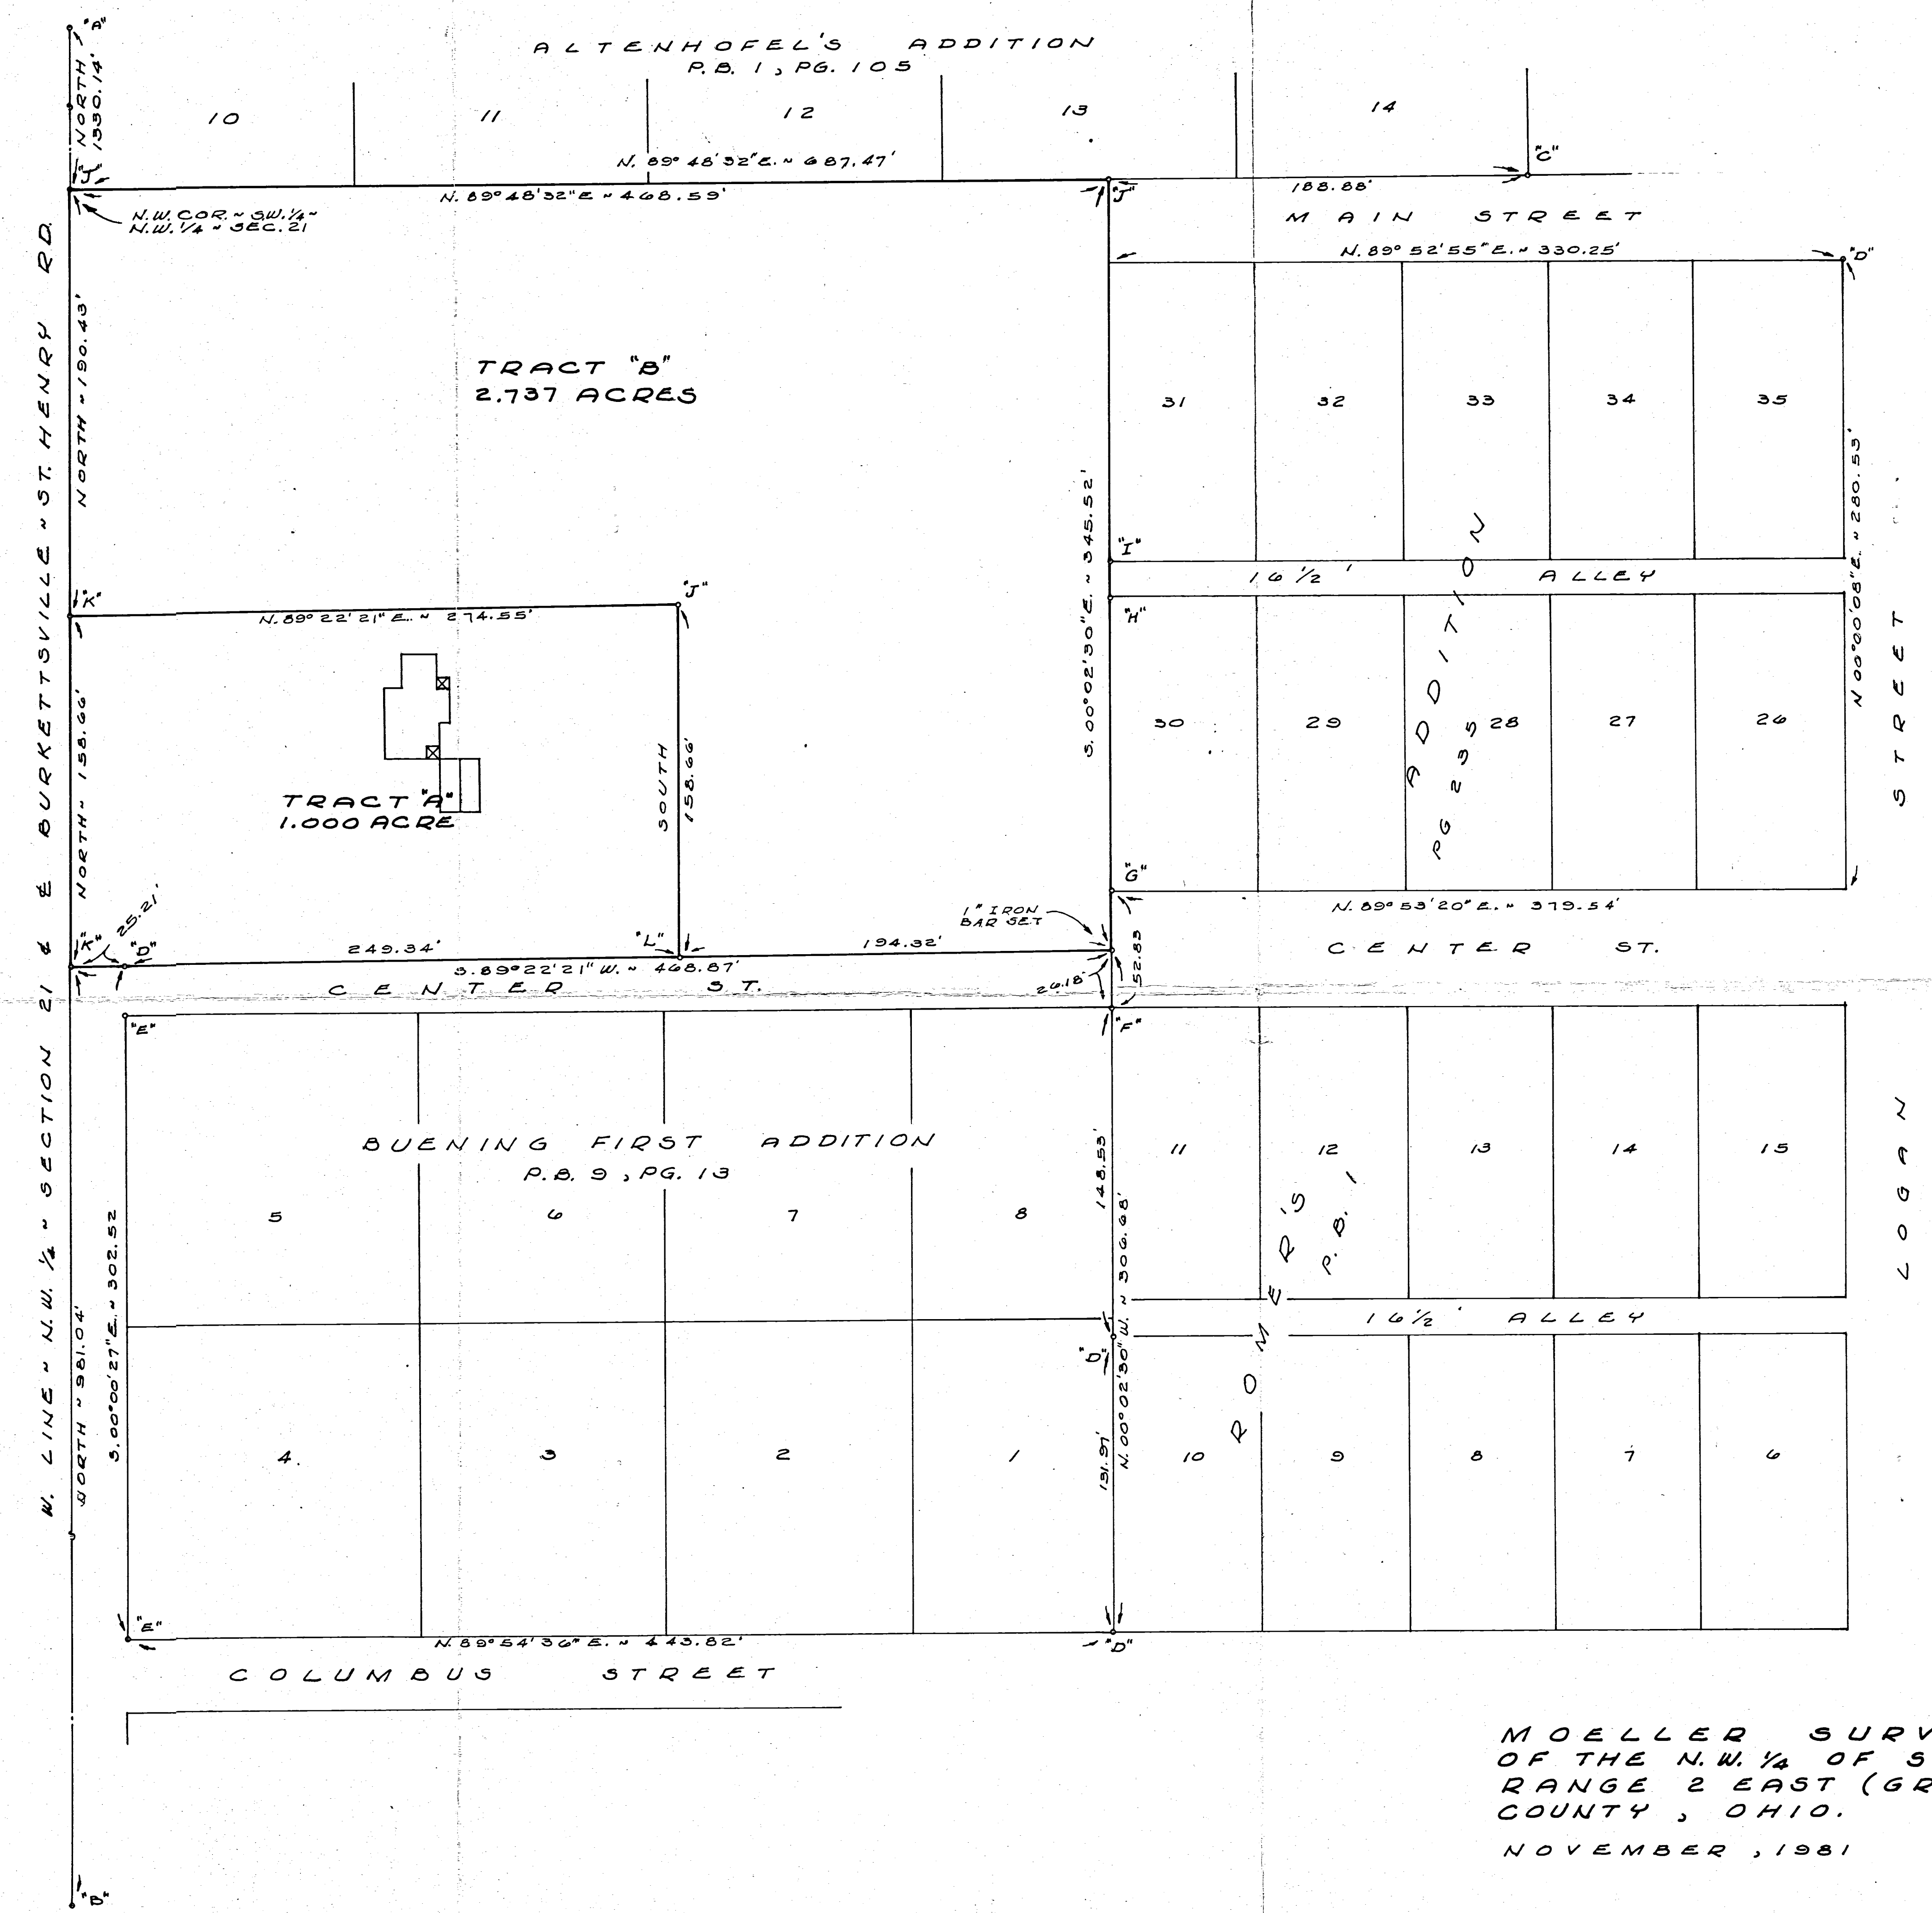 "A"
NORTH
1330.14'
ALTENHOFEL'S ADDITION
P.B. 1, PG. 105
10
11
12
13
14
N. 89° 48' 32" E. ~ 687.47'
"C"
"J"
N. 89° 48' 32" E ~ 468.59'
"J"
188.88'
N.W. COR. ~ S.W. 1/4 ~
N.W. 1/4 ~ SEC. 21
MAIN STREET
N. 89° 52' 55" E. ~ 330.25'
"D"
W. LINE ~ N.W. 1/4 ~ SECTION 21 & ℄ BURKETTSVILLE ~ ST. HENRY RD.
NORTH ~ 190.43'
TRACT "B"
2.737 ACRES
31
32
33
34
35
S. 00° 02' 30" E. ~ 345.52'
N 00° 00' 08" E. ~ 280.53'
"I"
16 1/2' ALLEY
"H"
"K"
N. 89° 22' 21" E. ~ 274.55'
"J"
NORTH ~ 158.66'
SOUTH
158.66'
TRACT "A"
1.000 ACRE
30
29
28
27
26
ROMER'S ADDITION
P.B. 1 PG 235
LOGAN STREET
"G"
N. 89° 53' 20" E. ~ 379.54'
1" IRON
BAR SET
25.21'
"K"
"D"
249.34'
"L"
194.32'
52.83
CENTER ST.
S. 89° 22' 21" W. ~ 468.87'
CENTER ST.
26.18'
"E"
"F"
BUENING FIRST ADDITION
P.B. 9, PG. 13
5
6
7
8
148.53'
11
12
13
14
15
S. 00° 00' 27" E. ~ 302.52
NORTH ~ 981.04'
N. 00° 02' 30" W. ~ 306.68'
16 1/2' ALLEY
"D"
4.
3
2
1
131.97'
10
9
8
7
6
"E"
N. 89° 54' 36" E. ~ 443.82'
"D"
COLUMBUS STREET
MOELLER SURV
OF THE N.W. 1/4 OF S
RANGE 2 EAST (GR
COUNTY, OHIO.
NOVEMBER, 1981
"B"